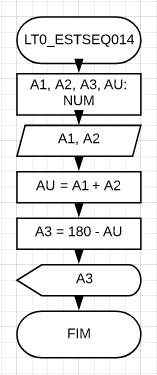 LT0_ESTSEQ014
A1, A2, A3, AU:
NUM
A1, A2
AU = A1 + A2
A3 = 180 - AU
A3
FIM